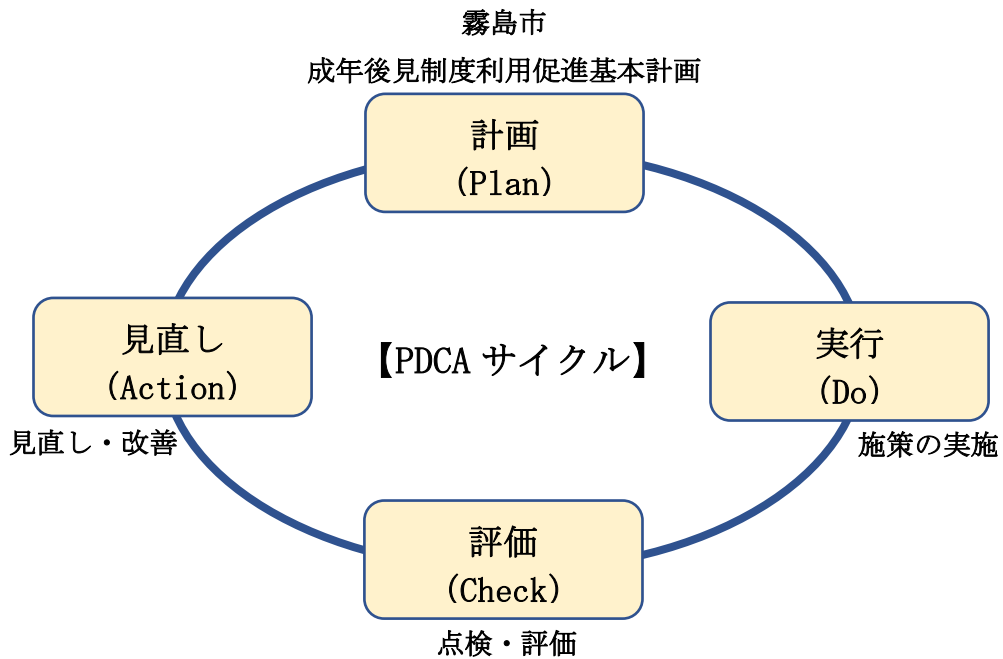 霧島市
成年後見制度利用促進基本計画
計画
(Plan)
見直し
(Action)
見直し・改善
【PDCA サイクル】
実行
(Do)
施策の実施
評価
(Check)
点検・評価